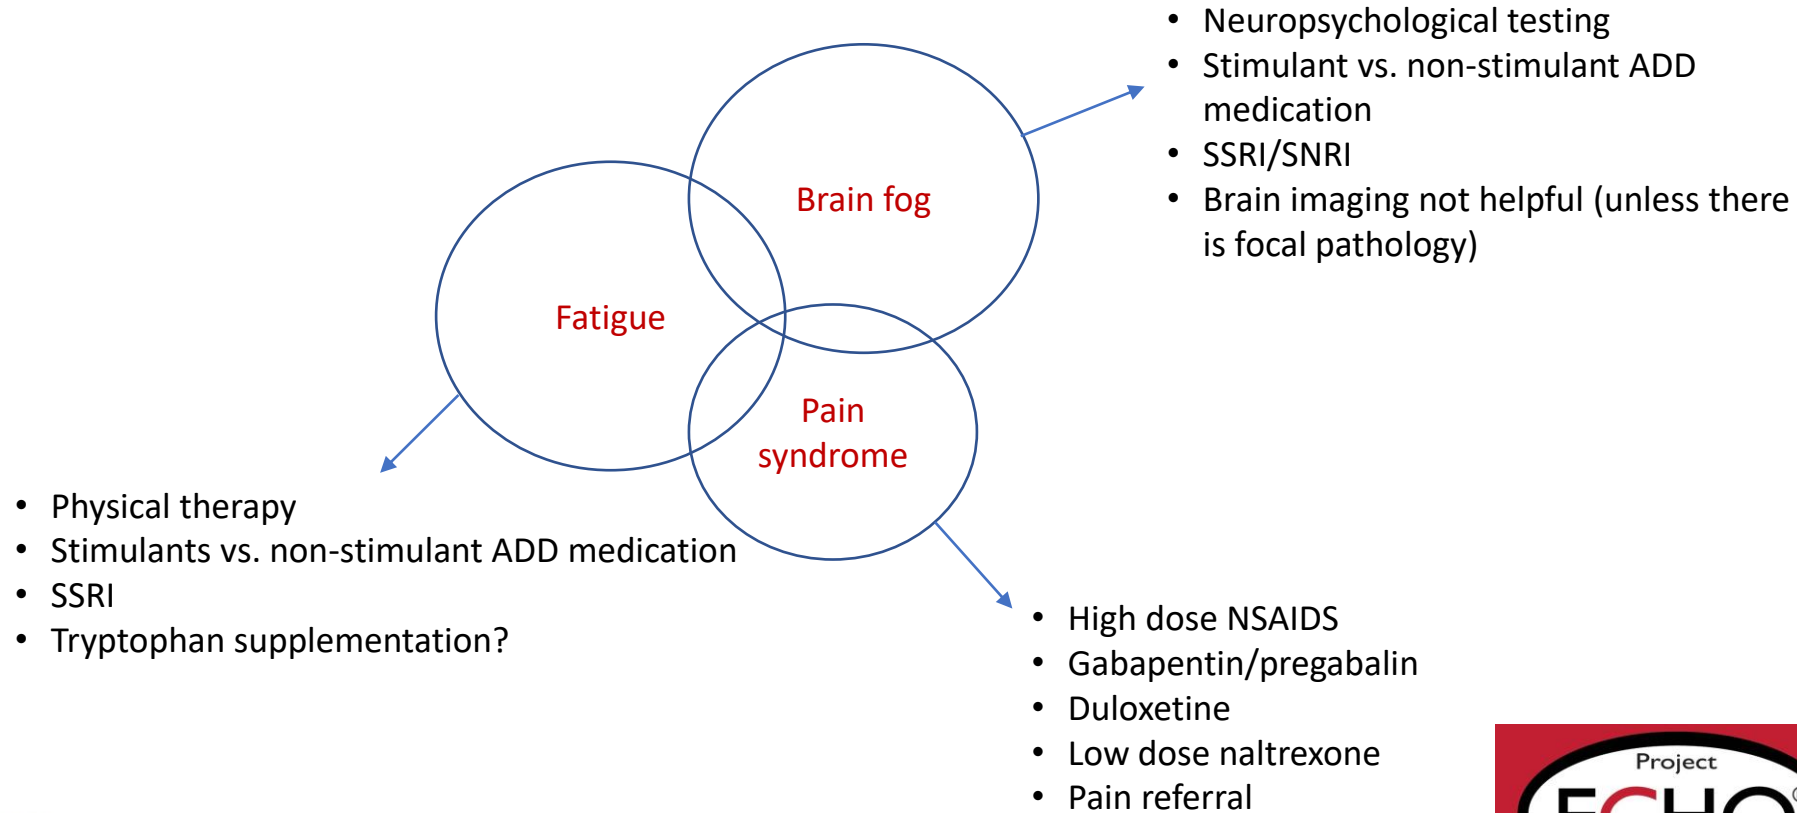 • Neuropsychological testing
• Stimulant vs. non-stimulant ADD
medication
• SSRI/SNRI
• Brain imaging not helpful (unless there
is focal pathology)
Brain fog
Fatigue
Pain
syndrome
• Physical therapy
• Stimulants vs. non-stimulant ADD medication
• SSRI
• Tryptophan supplementation?
• High dose NSAIDS
• Gabapentin/pregabalin
• Duloxetine
• Low dose naltrexone
• Pain referral
Project
ECHO®